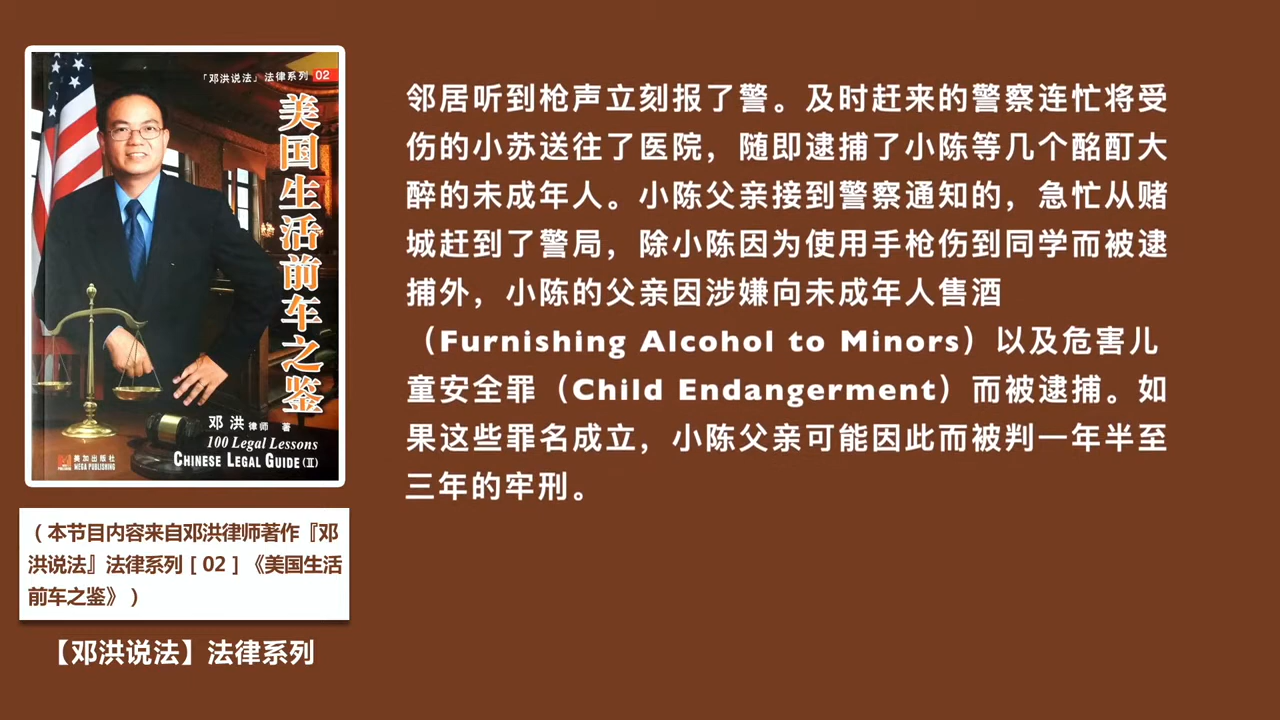 「邓洪说法」法律系列 02
美国生活前车之鉴
邓洪 律师 著
100 Legal Lessons
CHINESE LEGAL GUIDE (II)
美加出版社
MEGA PUBLISHING
（本节目内容来自邓洪律师著作『邓
洪说法』法律系列［02］《美国生活
前车之鉴》）
【邓洪说法】法律系列
邻居听到枪声立刻报了警。及时赶来的警察连忙将受
伤的小苏送往了医院，随即逮捕了小陈等几个酩酊大
醉的未成年人。小陈父亲接到警察通知的，急忙从赌
城赶到了警局，除小陈因为使用手枪伤到同学而被逮
捕外，小陈的父亲因涉嫌向未成年人售酒
（Furnishing Alcohol to Minors）以及危害儿
童安全罪（Child Endangerment）而被逮捕。如
果这些罪名成立，小陈父亲可能因此而被判一年半至
三年的牢刑。